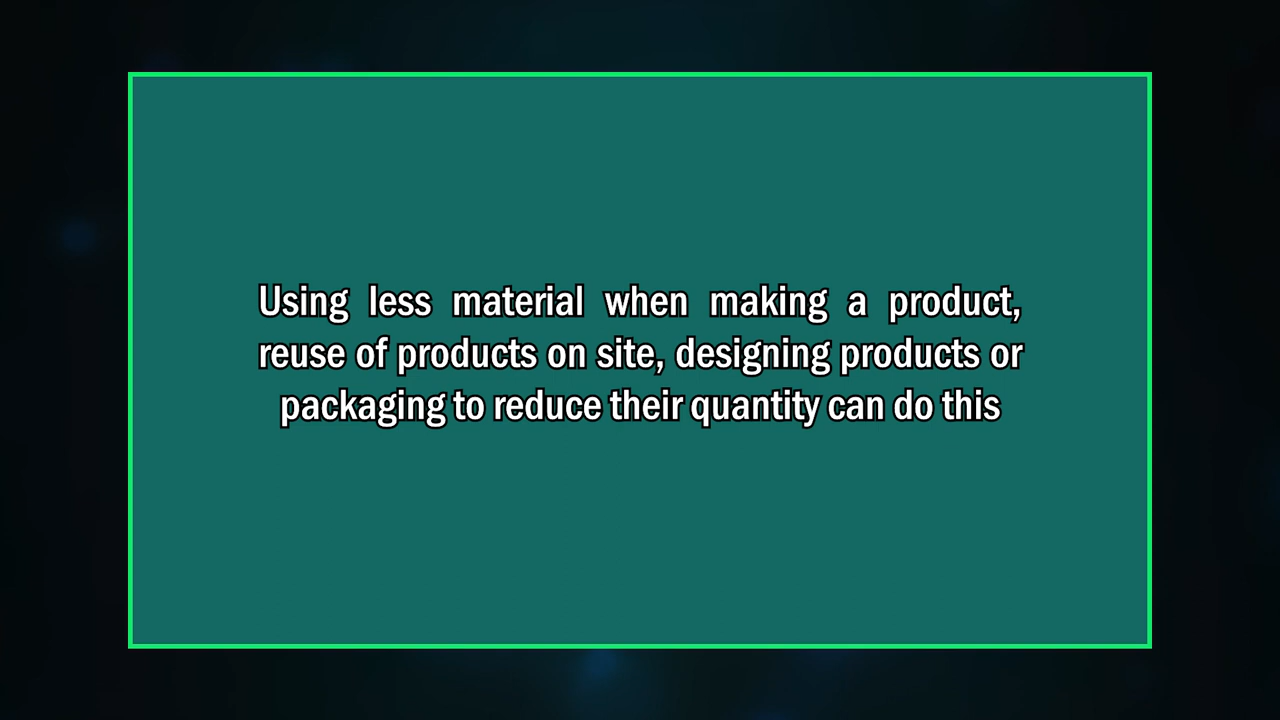 Using less material when making a product,
reuse of products on site, designing products or
packaging to reduce their quantity can do this